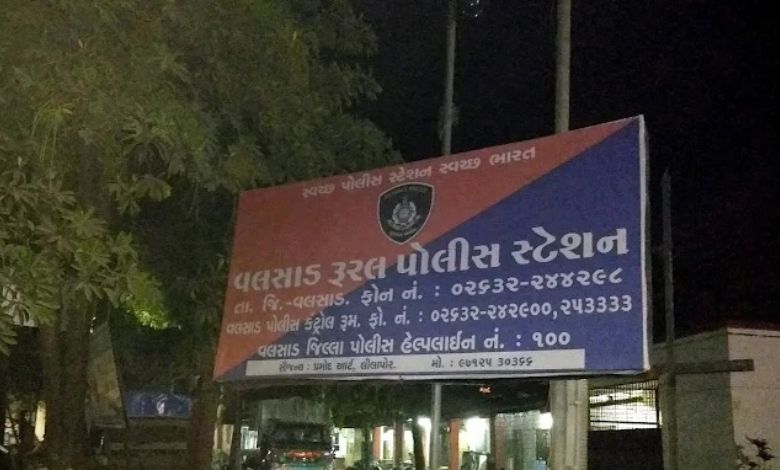 સ્વચ્છ પોલીસ સ્ટેશન સ્વચ્છ ભારત
વલસાડ રૂરલ પોલીસ સ્ટેશન
તા. જિ.-વલસાડ. ફોન નં. : ૦૨૬૩૨-૨૪૪૨૯૮
વલસાડ પોલીસ કંટ્રોલ રૂમ. ફો. નં. : ૦૨૬૩૨-૨૪૨૯૦૦, ૨૫૩૩૩૩
વલસાડ જિલ્લા પોલીસ હેલ્પલાઈન નં. : ૧૦૦
સૌજન્ય : પ્રમોદ આર્ટ, લીલાપોર. મો. : ૯૭૧૨૫ ૩૦૩૬૬